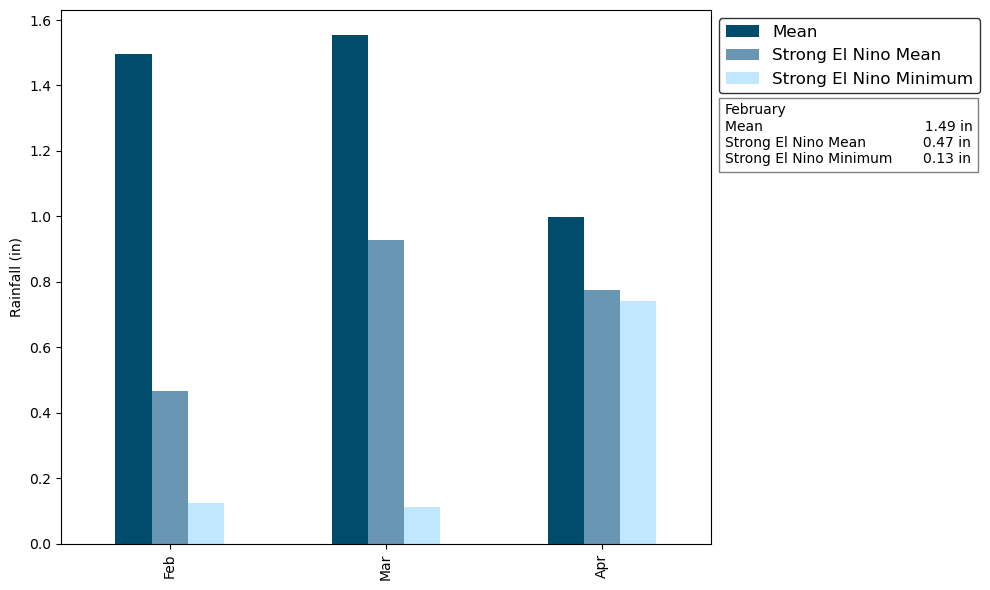 1.6
1.4
1.2
1.0
0.8
0.6
0.4
0.2
0.0
Rainfall (in)
Feb
Mar
Apr
Mean
Strong El Nino Mean
Strong El Nino Minimum
February
Mean 1.49 in
Strong El Nino Mean 0.47 in
Strong El Nino Minimum 0.13 in